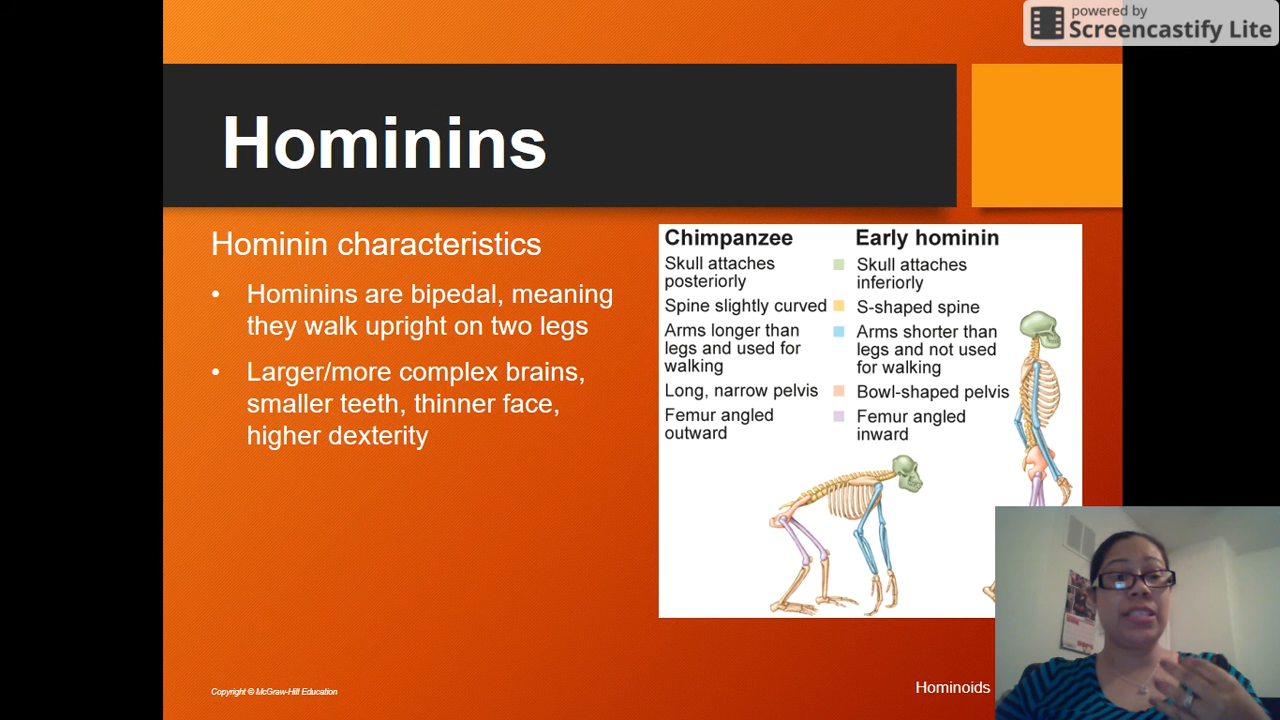 powered by
Screencastify Lite
Hominins
Hominin characteristics
• Hominins are bipedal, meaning
they walk upright on two legs
• Larger/more complex brains,
smaller teeth, thinner face,
higher dexterity
Chimpanzee
Skull attaches
posteriorly
Spine slightly curved
Arms longer than
legs and used for
walking
Long, narrow pelvis
Femur angled
outward
Early hominin
Skull attaches
inferiorly
S-shaped spine
Arms shorter than
legs and not used
for walking
Bowl-shaped pelvis
Femur angled
inward
Copyright © McGraw-Hill Education
Hominoids